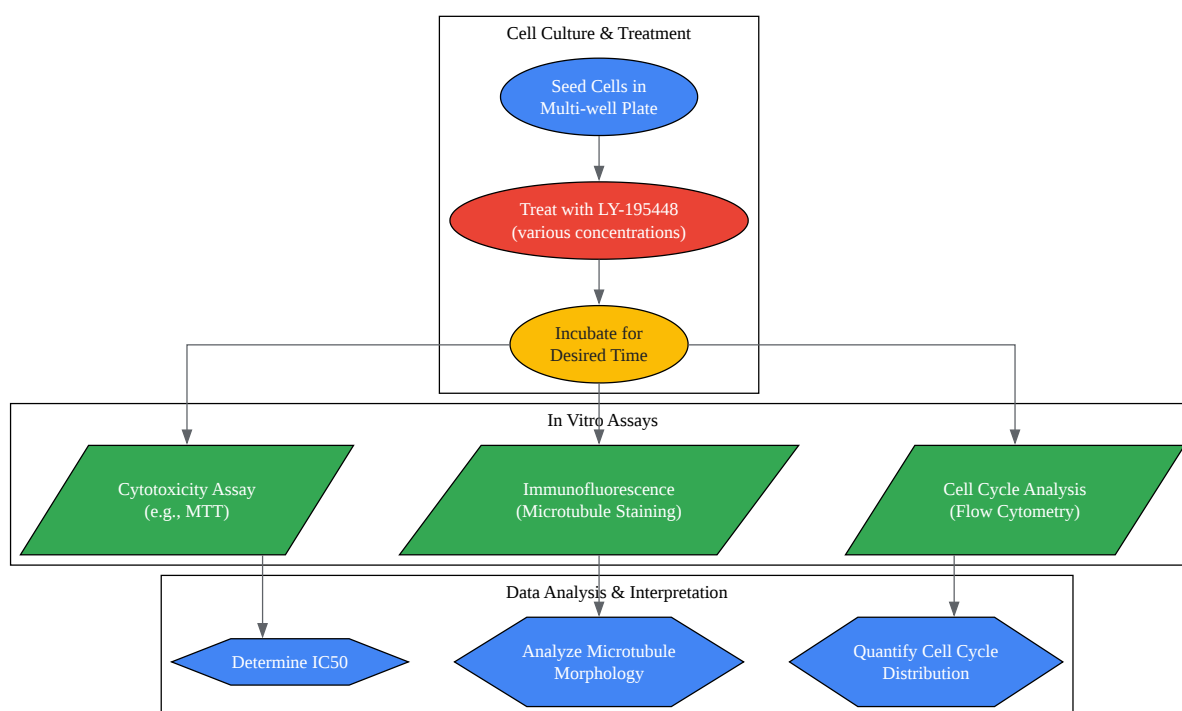 Cell Culture & Treatment
Seed Cells in
Multi-well Plate
Treat with LY-195448
(various concentrations)
Incubate for
Desired Time
In Vitro Assays
Cytotoxicity Assay
(e.g., MTT)
Immunofluorescence
(Microtubule Staining)
Cell Cycle Analysis
(Flow Cytometry)
Data Analysis & Interpretation
Determine IC50
Analyze Microtubule
Morphology
Quantify Cell Cycle
Distribution